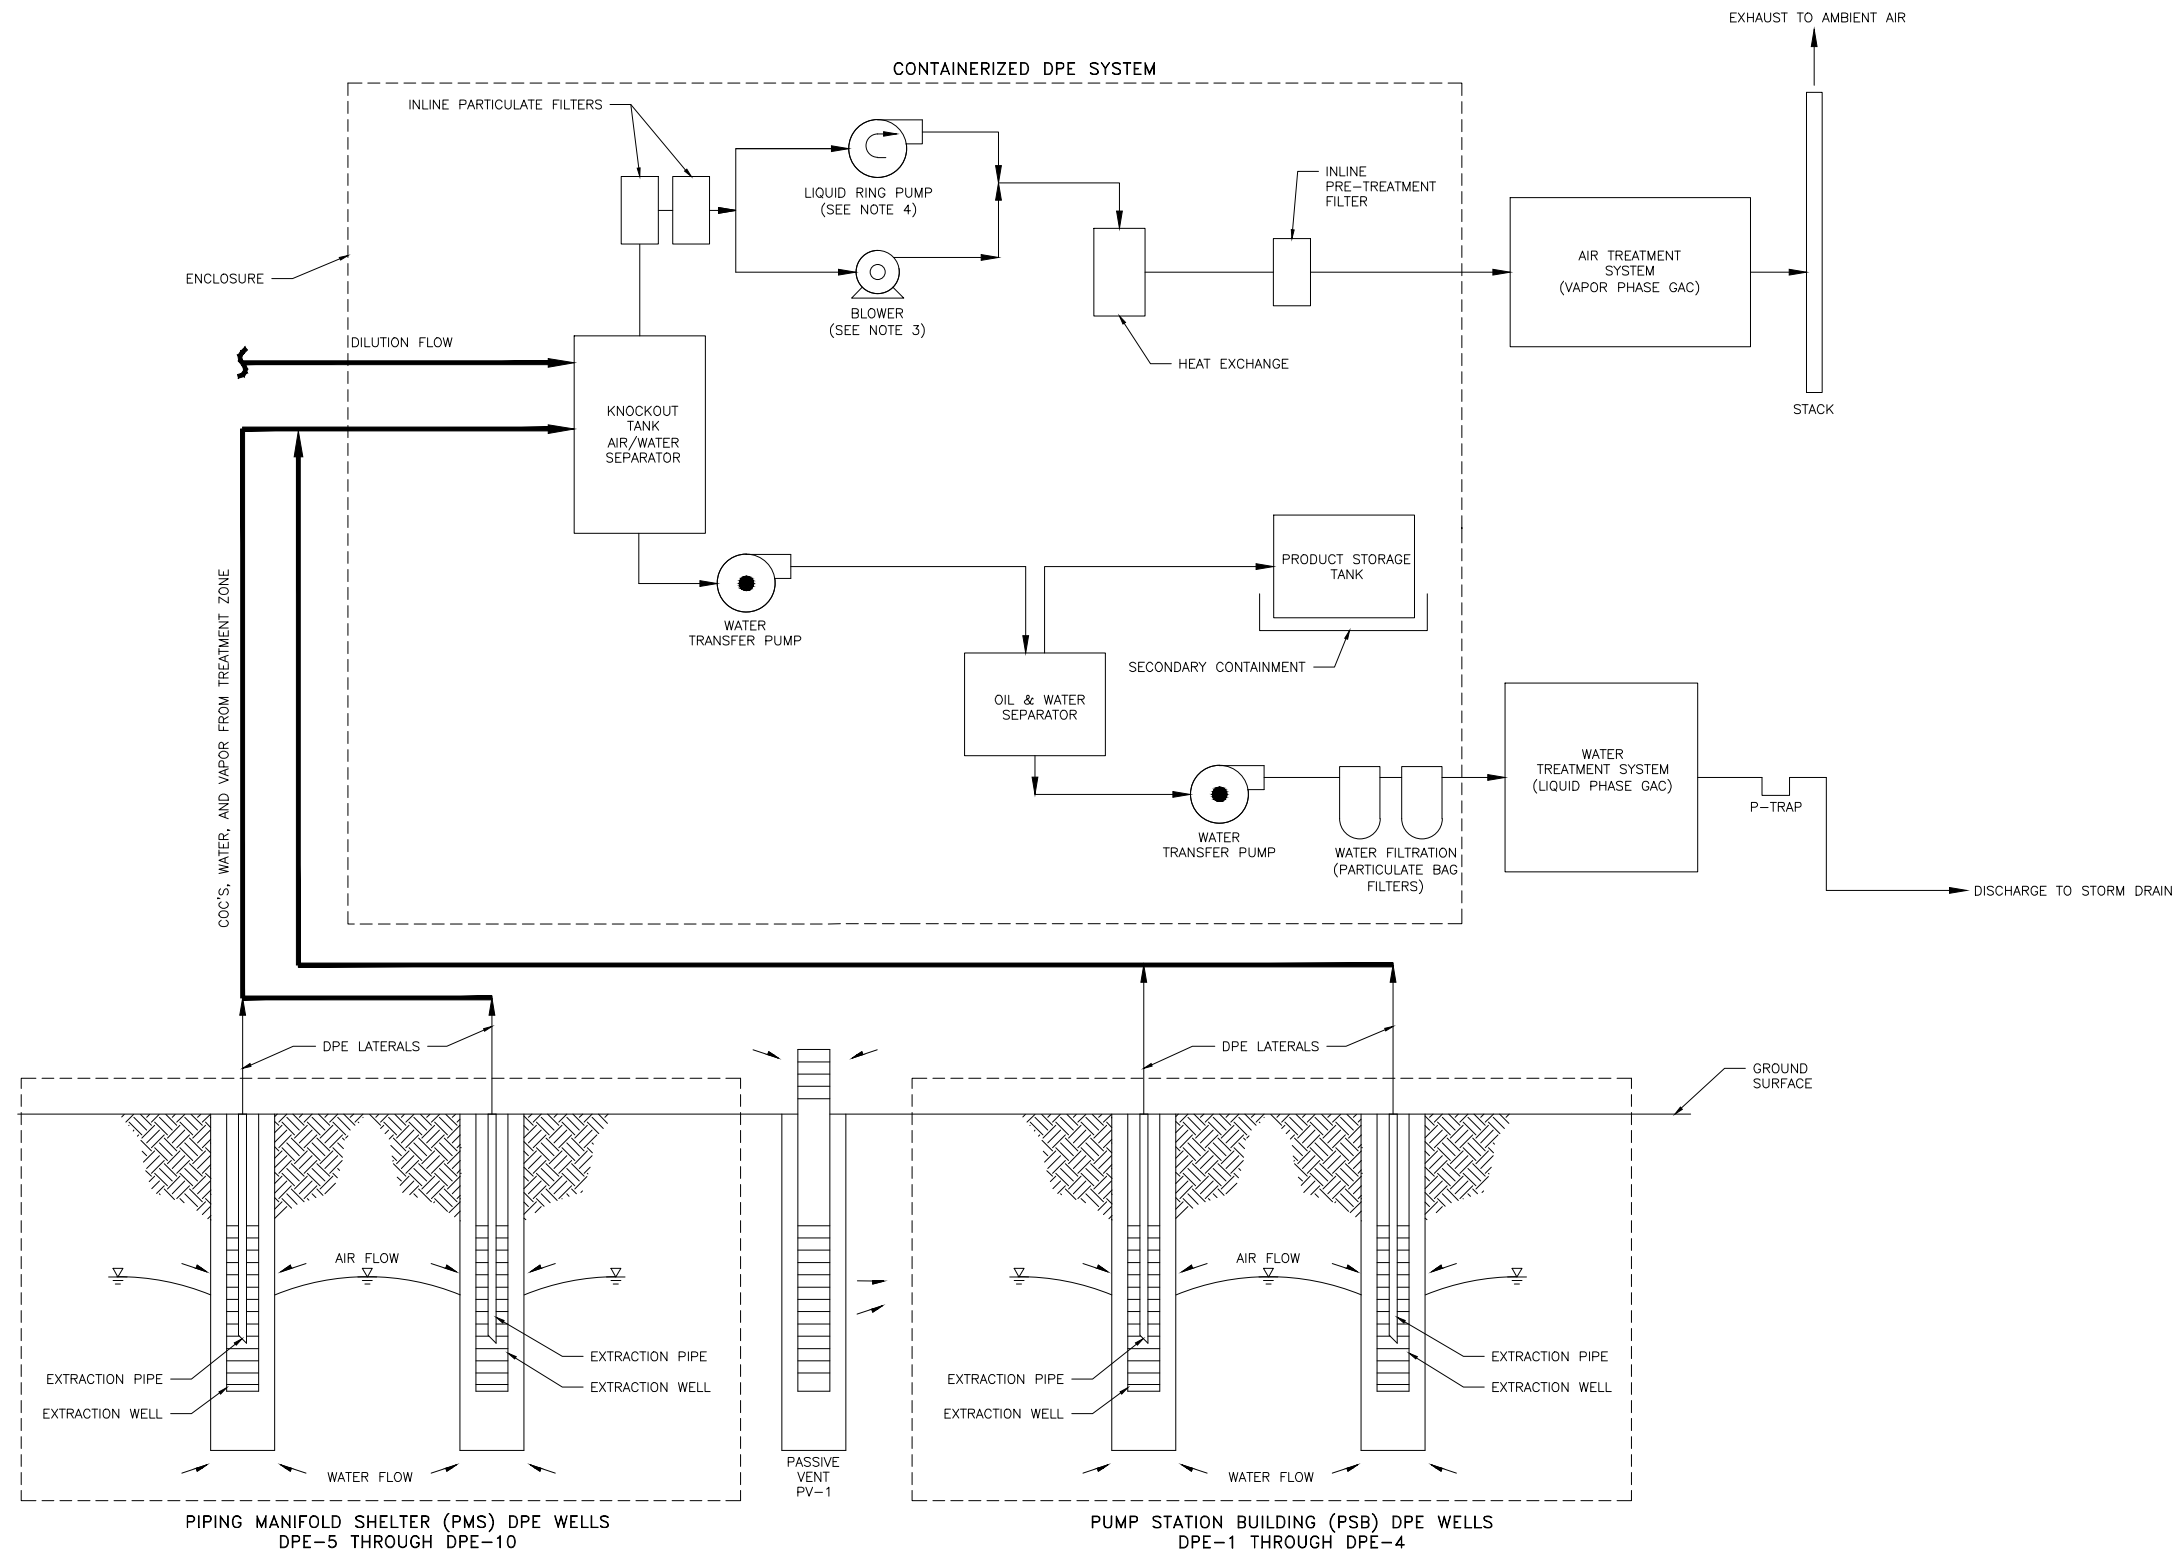 EXHAUST TO AMBIENT AIR
CONTAINERIZED DPE SYSTEM
INLINE PARTICULATE FILTERS
LIQUID RING PUMP
(SEE NOTE 4)
INLINE
PRE-TREATMENT
FILTER
ENCLOSURE
BLOWER
(SEE NOTE 3)
AIR TREATMENT
SYSTEM
(VAPOR PHASE GAC)
DILUTION FLOW
HEAT EXCHANGE
STACK
KNOCKOUT
TANK
AIR/WATER
SEPARATOR
PRODUCT STORAGE
TANK
WATER
TRANSFER PUMP
SECONDARY CONTAINMENT
OIL & WATER
SEPARATOR
COC'S, WATER, AND VAPOR FROM TREATMENT ZONE
WATER
TREATMENT SYSTEM
(LIQUID PHASE GAC)
P-TRAP
WATER
TRANSFER PUMP
WATER FILTRATION
(PARTICULATE BAG
FILTERS)
DISCHARGE TO STORM DRAIN
DPE LATERALS
DPE LATERALS
GROUND
SURFACE
AIR FLOW
AIR FLOW
EXTRACTION PIPE
EXTRACTION WELL
EXTRACTION PIPE
EXTRACTION WELL
EXTRACTION PIPE
EXTRACTION WELL
EXTRACTION PIPE
EXTRACTION WELL
WATER FLOW
PASSIVE
VENT
PV-1
WATER FLOW
PIPING MANIFOLD SHELTER (PMS) DPE WELLS
DPE-5 THROUGH DPE-10
PUMP STATION BUILDING (PSB) DPE WELLS
DPE-1 THROUGH DPE-4